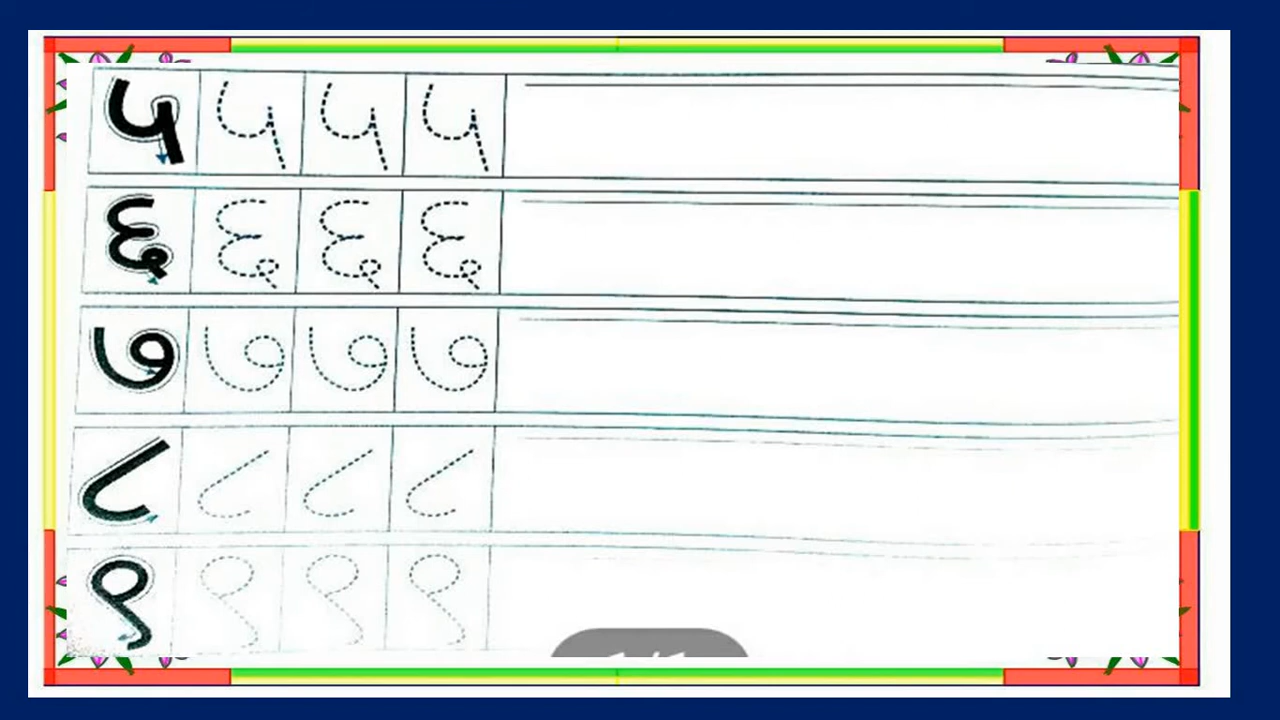 ૫ ૫ ૫ ૫
૬ ૬ ૬ ૬
૭ ૭ ૭ ૭
૮ ૮ ૮ ૮
૯ ૯ ૯ ૯